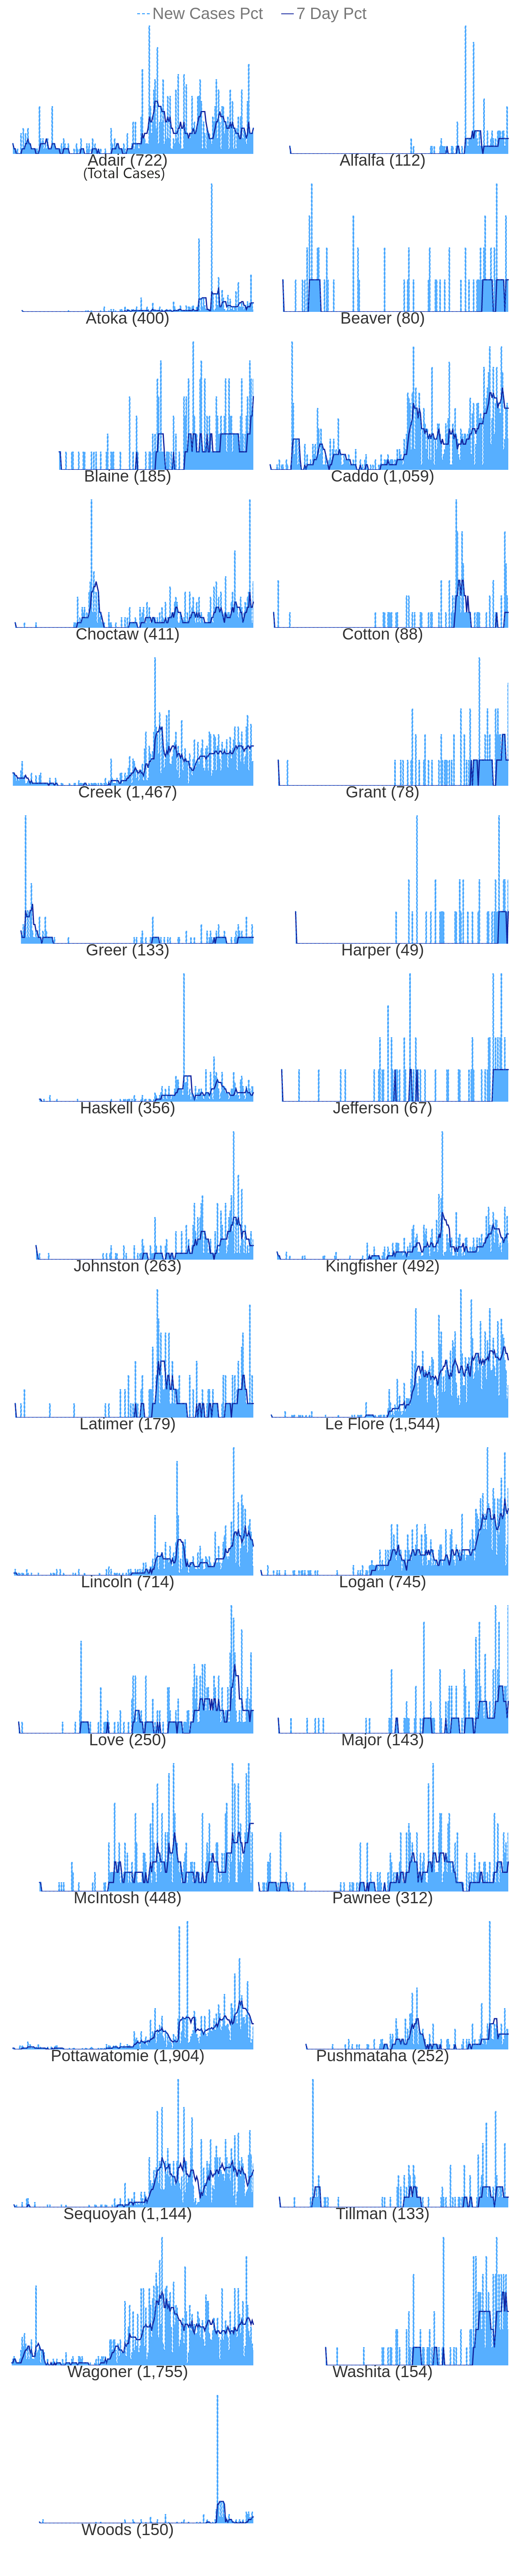 New Cases Pct 7 Day Pct
Adair (722) Alfalfa (112)
(Total Cases)
Atoka (400) Beaver (80)
Blaine (185) Caddo (1,059)
Choctaw (411) Cotton (88)
Creek (1,467) Grant (78)
Greer (133) Harper (49)
Haskell (356) Jefferson (67)
Johnston (263) Kingfisher (492)
Latimer (179) Le Flore (1,544)
Lincoln (714) Logan (745)
Love (250) Major (143)
McIntosh (448) Pawnee (312)
Pottawatomie (1,904) Pushmataha (252)
Sequoyah (1,144) Tillman (133)
Wagoner (1,755) Washita (154)
Woods (150)